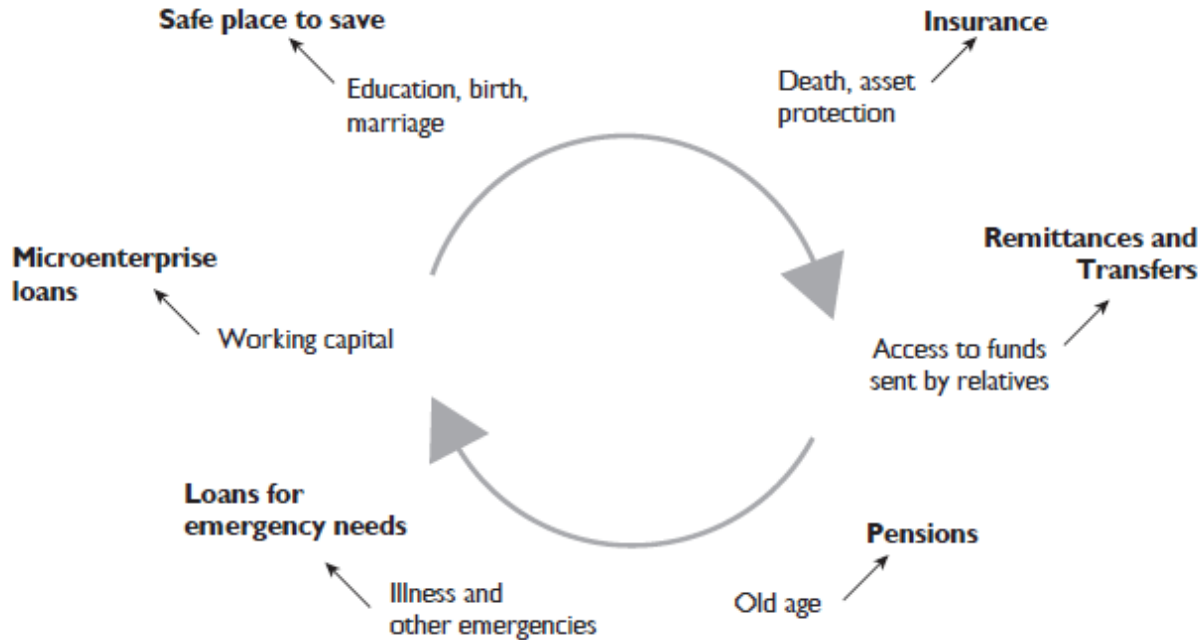 Safe place to save
Education, birth,
marriage
Insurance
Death, asset
protection
Microenterprise
loans
Working capital
Remittances and
Transfers
Access to funds
sent by relatives
Loans for
emergency needs
Illness and
other emergencies
Pensions
Old age